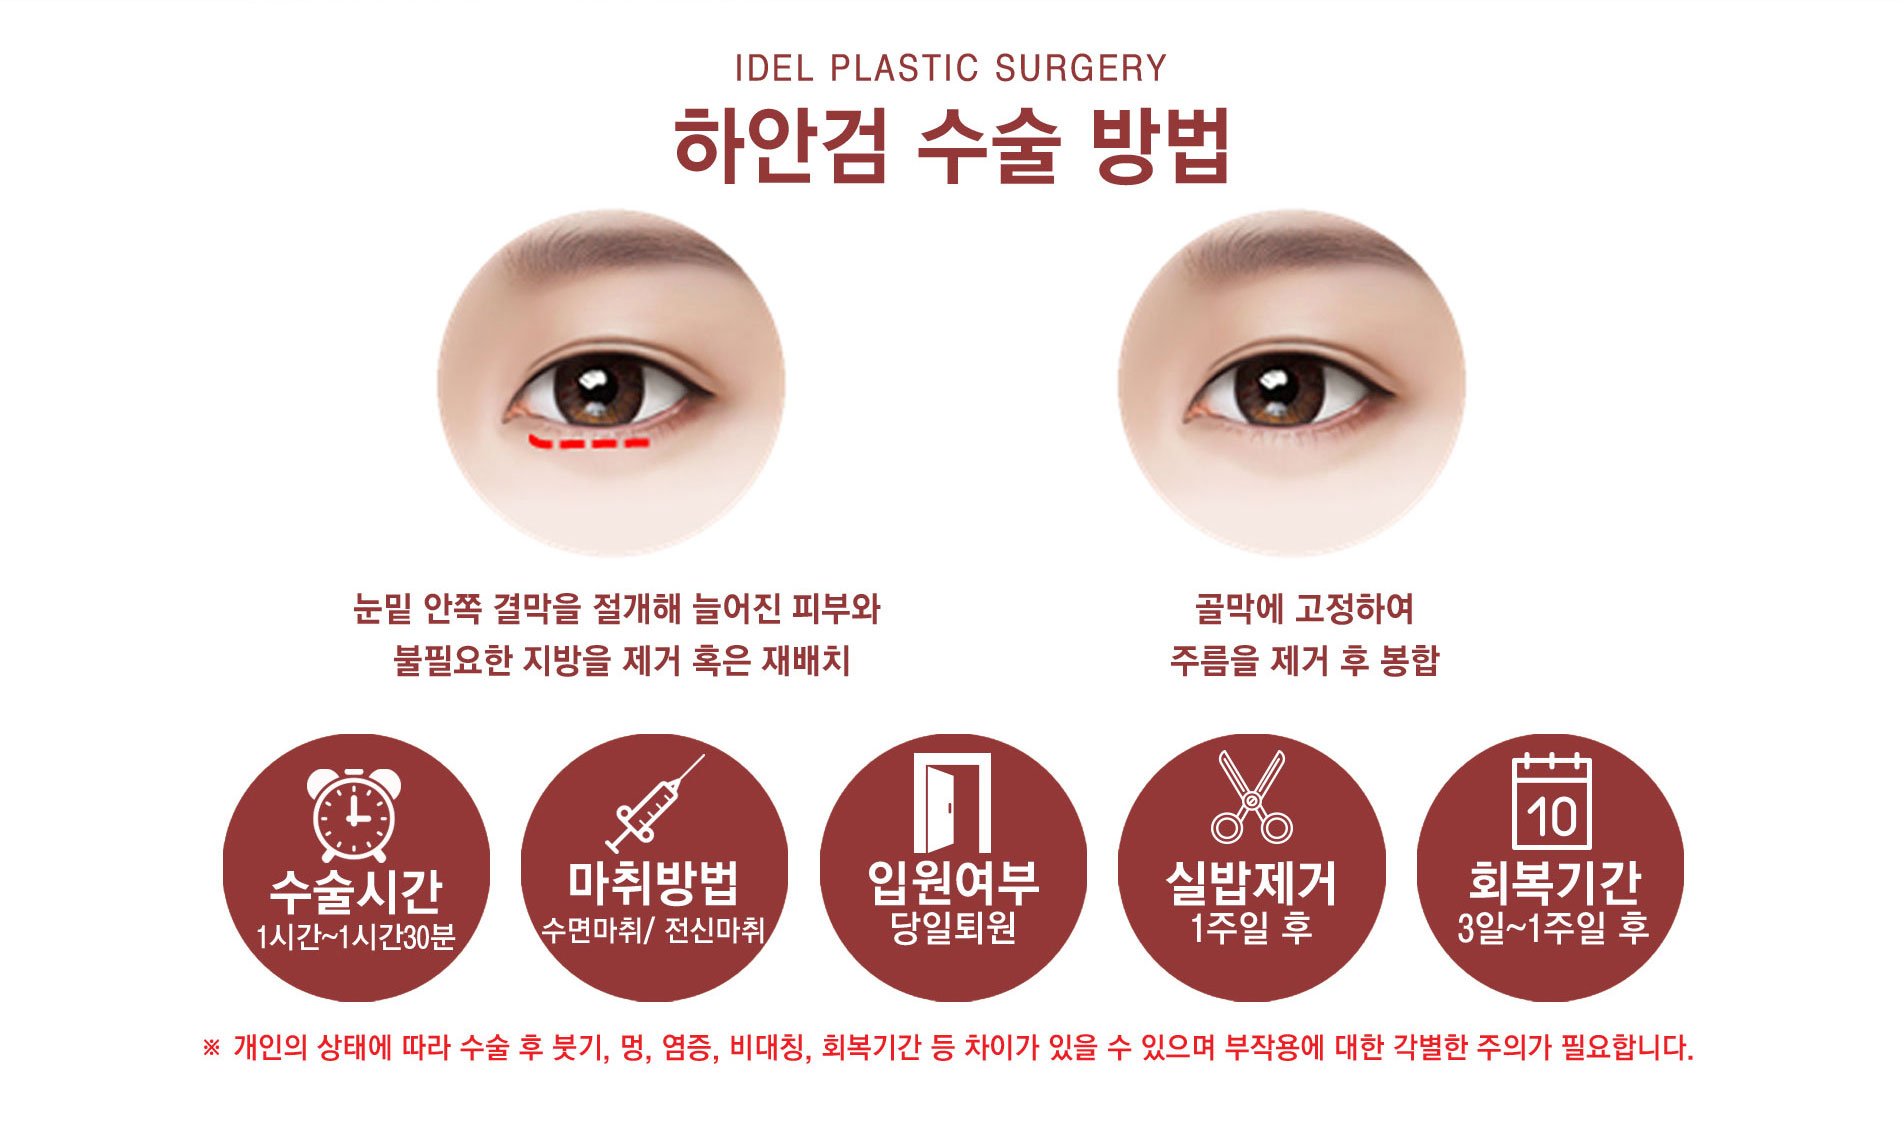 IDEL PLASTIC SURGERY
하안검 수술 방법
눈밑 안쪽 결막을 절개해 늘어진 피부와
불필요한 지방을 제거 혹은 재배치
골막에 고정하여
주름을 제거 후 봉합
수술시간
1시간~1시간30분
마취방법
수면마취/ 전신마취
입원여부
당일퇴원
실밥제거
1주일 후
10
회복기간
3일~1주일 후
※ 개인의 상태에 따라 수술 후 붓기, 멍, 염증, 비대칭, 회복기간 등 차이가 있을 수 있으며 부작용에 대한 각별한 주의가 필요합니다.